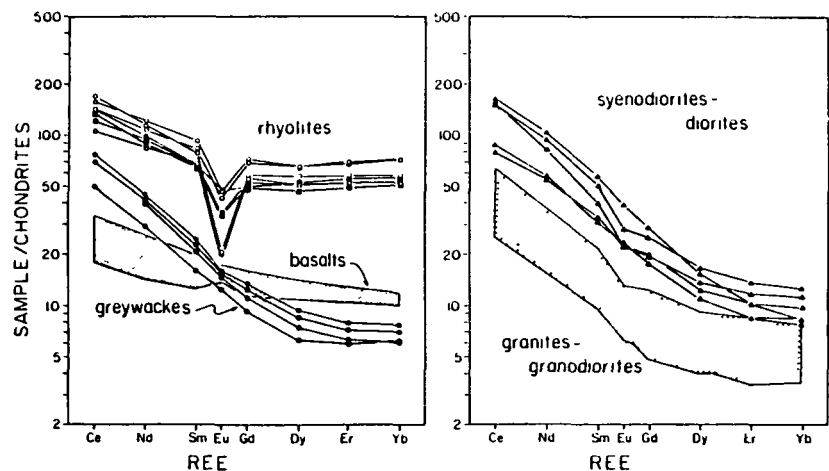 500
200
100
50
20
10
5
2
SAMPLE/CHONDRITES
rhyolites
basalts
greywackes
Ce Nd Sm Eu Gd Dy Er Yb
REE
500
200
100
50
20
10
5
2
syenodiorites-
diorites
granites-
granodiorites
Ce Nd Sm Eu Gd Dy Er Yb
REE